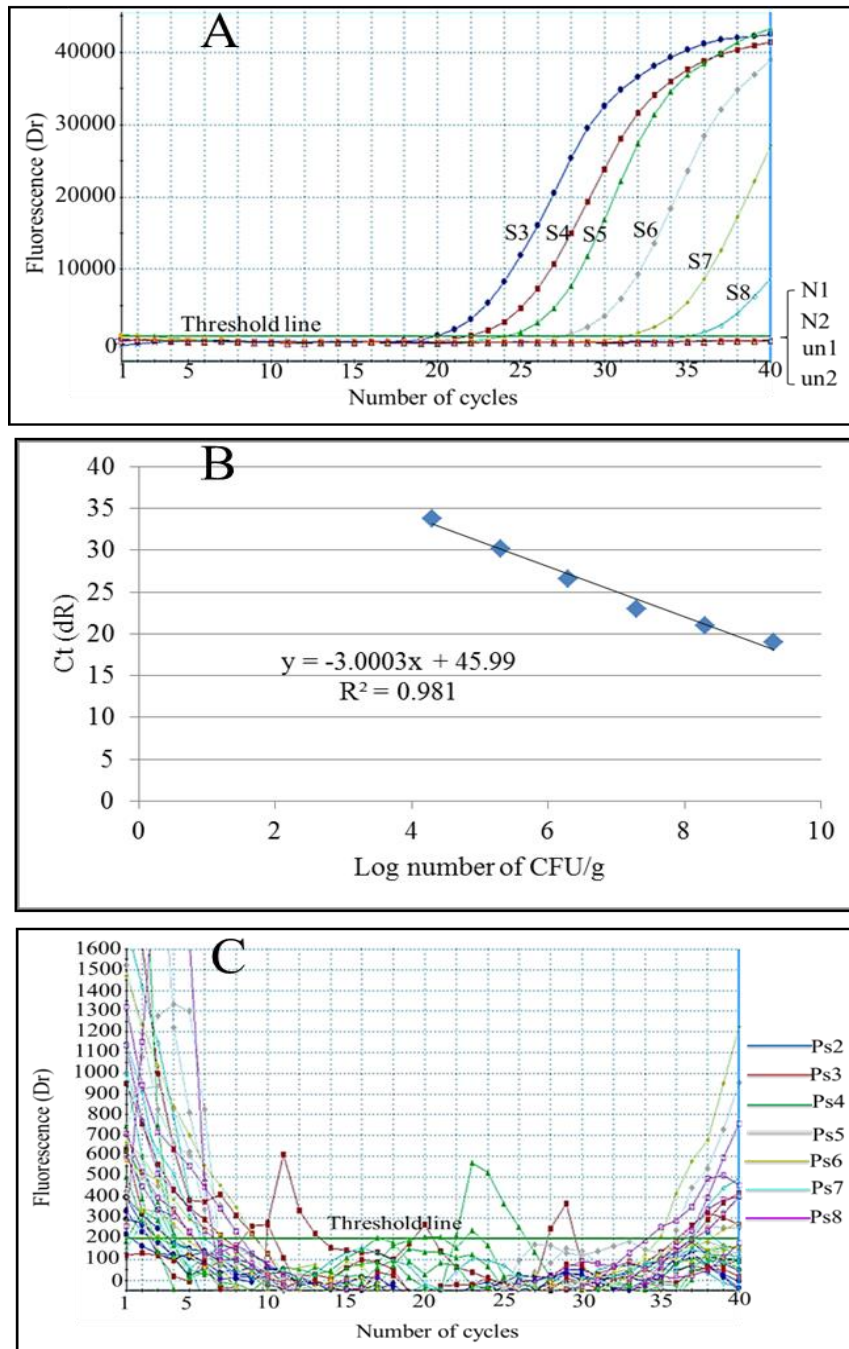 A
40000
30000
20000
10000
0
Fluorescence (Dr)
S3
S4
S5
S6
S7
S8
Threshold line
N1
N2
un1
un2
1 5 10 15 20 25 30 35 40
Number of cycles
B
40
35
30
25
20
15
10
5
0
Ct (dR)
y = -3.0003x + 45.99
R² = 0.981
0 2 4 6 8 10
Log number of CFU/g
C
1600
1500
1400
1300
1200
1100
1000
900
800
700
600
500
400
300
200
100
0
Fluorescence (Dr)
Threshold line
Ps2
Ps3
Ps4
Ps5
Ps6
Ps7
Ps8
1 5 10 15 20 25 30 35 40
Number of cycles